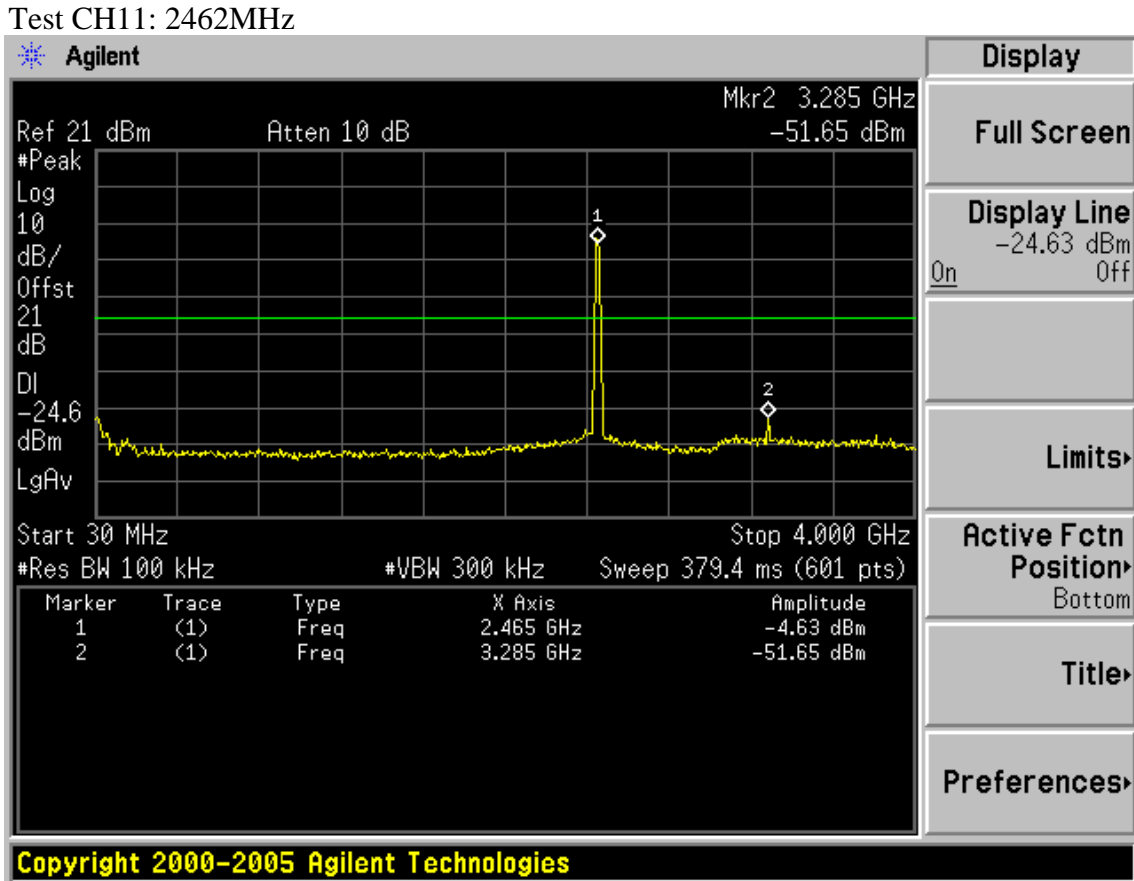 Test CH11: 2462MHz
Agilent
Mkr2 3.285 GHz
Ref 21 dBm Atten 10 dB -51.65 dBm
#Peak
Log
10
dB/
Offst
21
dB
DI
-24.6
dBm
LgAv
1
2
Start 30 MHz Stop 4.000 GHz
#Res BW 100 kHz #VBW 300 kHz Sweep 379.4 ms (601 pts)
Marker Trace Type X Axis Amplitude
1 (1) Freq 2.465 GHz -4.63 dBm
2 (1) Freq 3.285 GHz -51.65 dBm
Display
Full Screen
Display Line
-24.63 dBm
On Off
Limits
Active Fctn
Position
Bottom
Title
Preferences
Copyright 2000-2005 Agilent Technologies